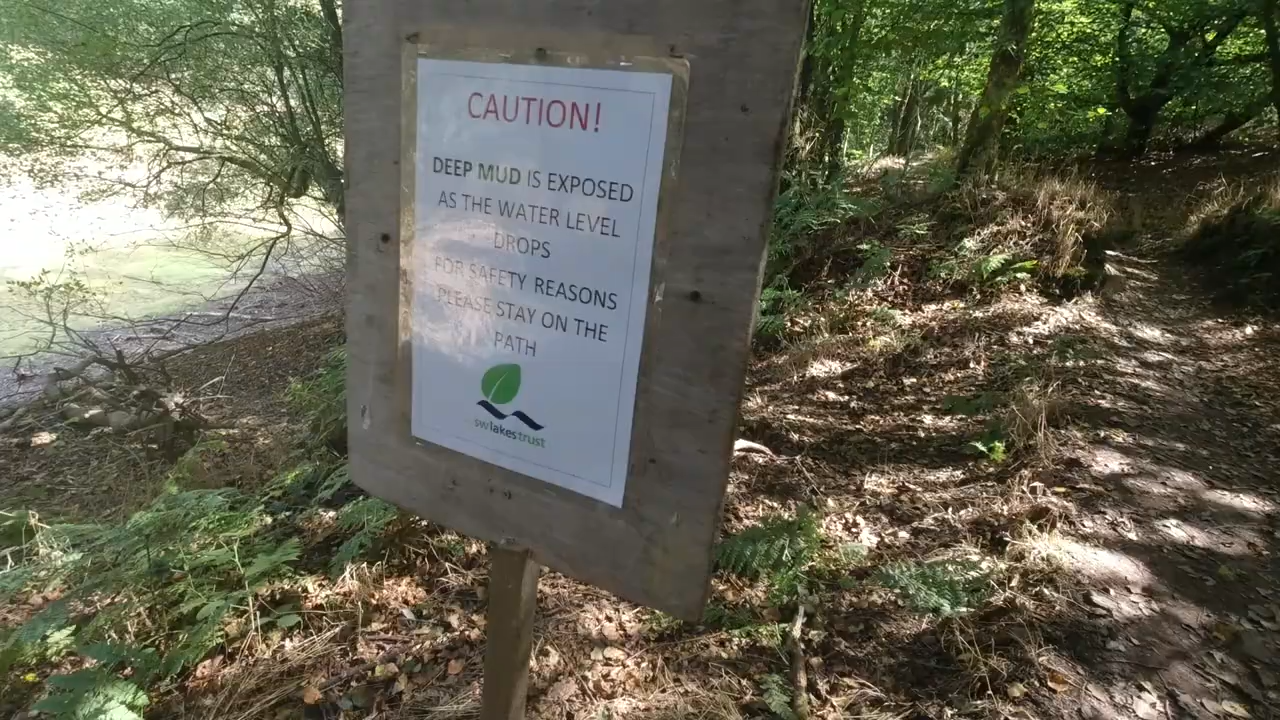 CAUTION!
DEEP MUD IS EXPOSED
AS THE WATER LEVEL
DROPS
FOR SAFETY REASONS
PLEASE STAY ON THE
PATH
swlakestrust